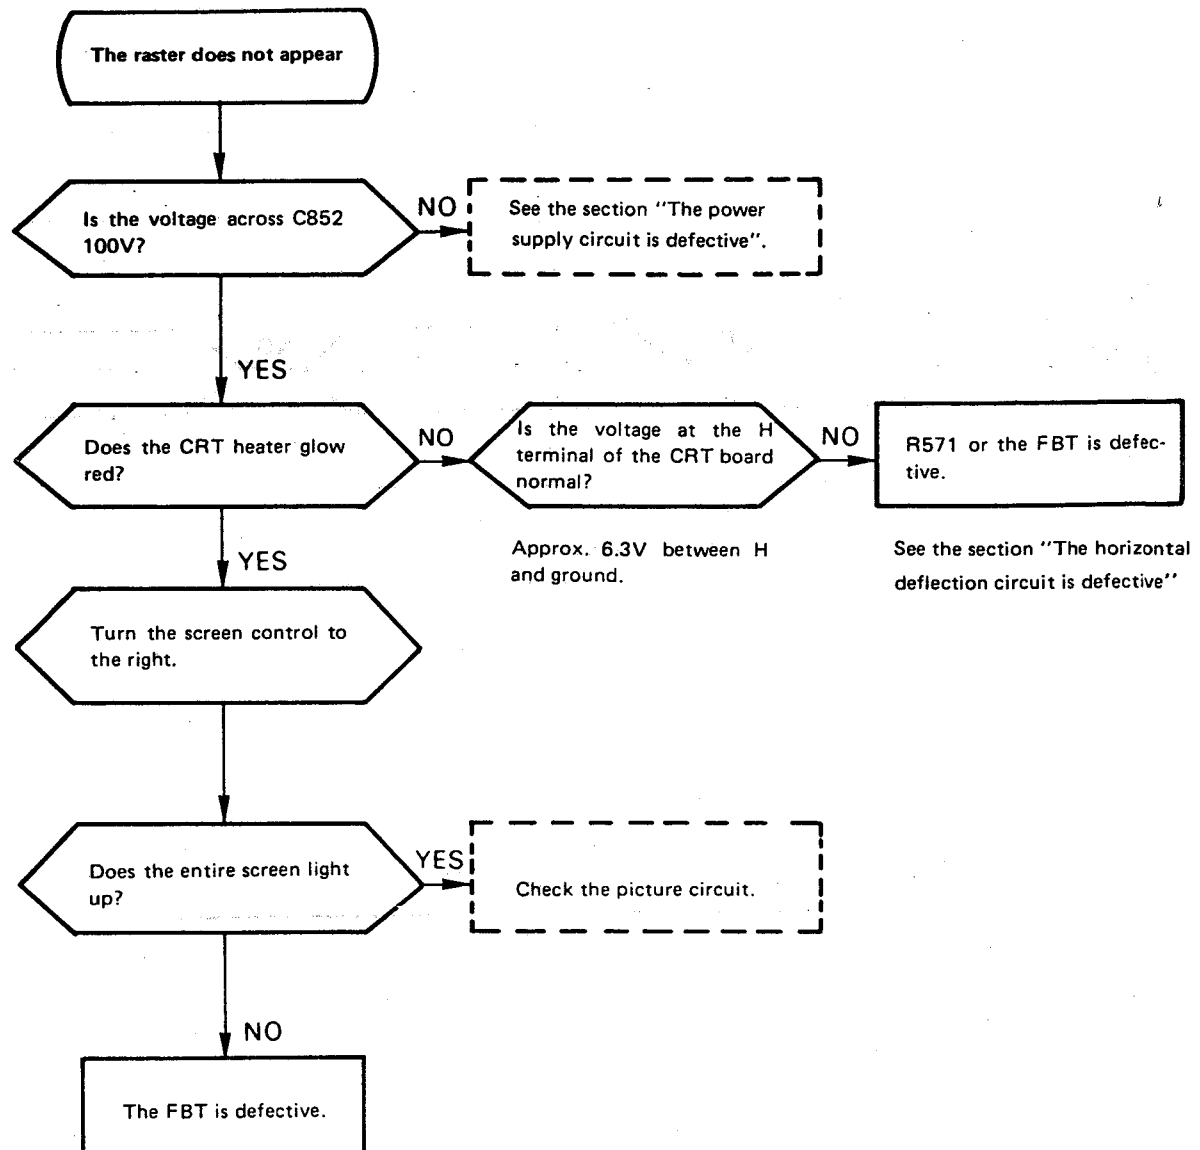 The raster does not appear
Is the voltage across C852
100V?
NO
See the section "The power
supply circuit is defective".
YES
Does the CRT heater glow
red?
NO
Is the voltage at the H
terminal of the CRT board
normal?
NO
R571 or the FBT is defec-
tive.
Approx. 6.3V between H
and ground.
See the section "The horizontal
deflection circuit is defective"
YES
Turn the screen control to
the right.
Does the entire screen light
up?
YES
Check the picture circuit.
NO
The FBT is defective.